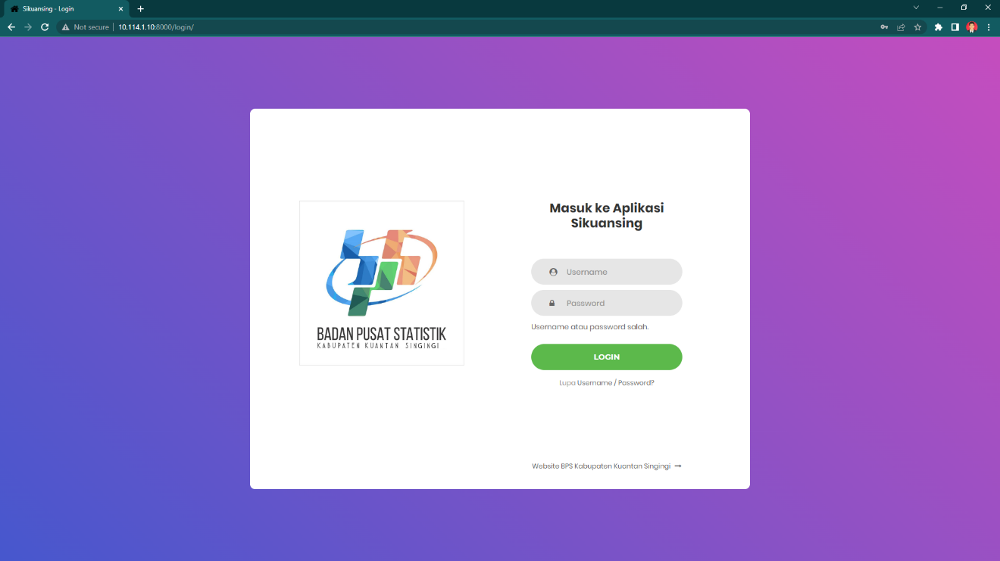 Sikuansing - Login
Not secure | 10.114.1.10:8000/login/
BADAN PUSAT STATISTIK
KABUPATEN KUANTAN SINGINGI
Masuk ke Aplikasi
Sikuansing
Username
Password
Username atau password salah.
LOGIN
Lupa Username / Password?
Website BPS Kabupaten Kuantan Singingi →